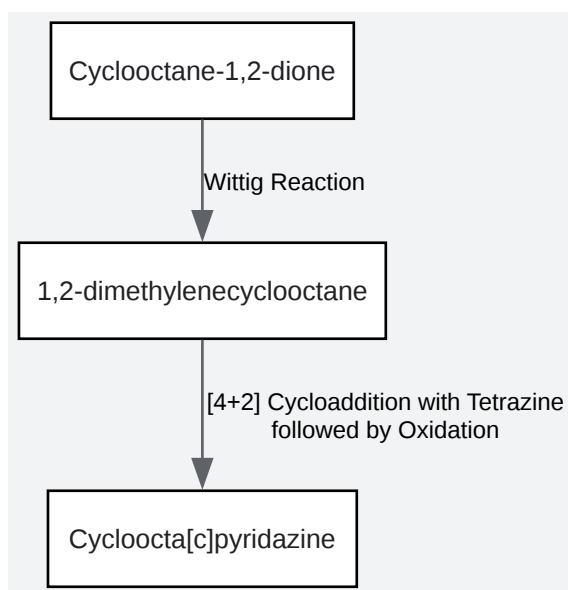 Cyclooctane-1,2-dione
Wittig Reaction
1,2-dimethylenecyclooctane
[4+2] Cycloaddition with Tetrazine
followed by Oxidation
Cycloocta[c]pyridazine